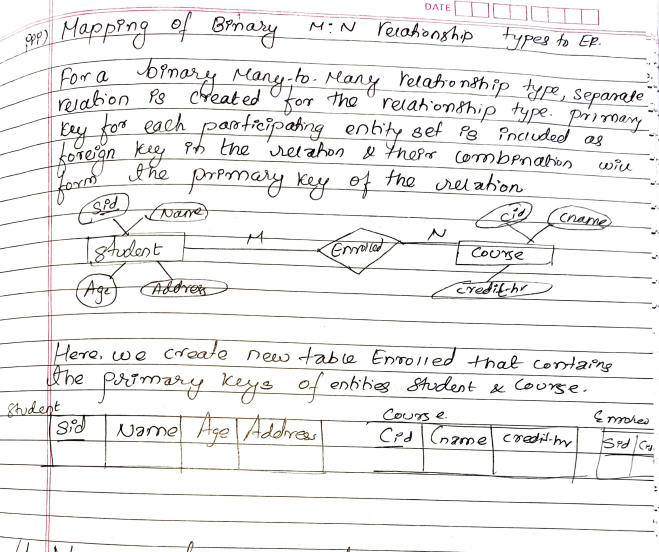 DATE
Mapping of Binary M:N relationship types to ER.
For a binary Many-to-Many relationship type, separate
relation is created for the relationship type. primary
key for each participating entity set is included as
foreign key in the relation & their combination will
form the primary key of the relation
Sid Name Cid Cname
Student M Enrolled N Course
Age Address credit-hr
Here, we create new table Enrolled that contains
the primary keys of entities Student & Course.
Student Course Enrolled
Sid Name Age Address Cid Cname credit-hr Sid